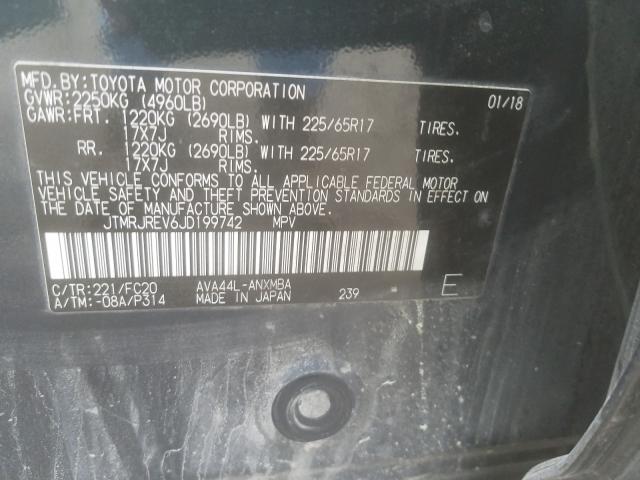 MFD.BY:TOYOTA MOTOR CORPORATION 01/18
GVWR:2250KG (4960LB)
GAWR:FRT. 1220KG (2690LB) WITH 225/65R17 TIRES.
17X7J RIMS.
RR. 1220KG (2690LB) WITH 225/65R17 TIRES.
17X7J RIMS.
THIS VEHICLE CONFORMS TO ALL APPLICABLE FEDERAL MOTOR
VEHICLE SAFETY AND THEFT PREVENTION STANDARDS IN EFFECT ON
THE DATE OF MANUFACTURE SHOWN ABOVE.
JTMRJREV6JD199742 MPV
C/TR:221/FC20 AVA44L-ANXMBA E
A/TM:-08A/P314 MADE IN JAPAN 239